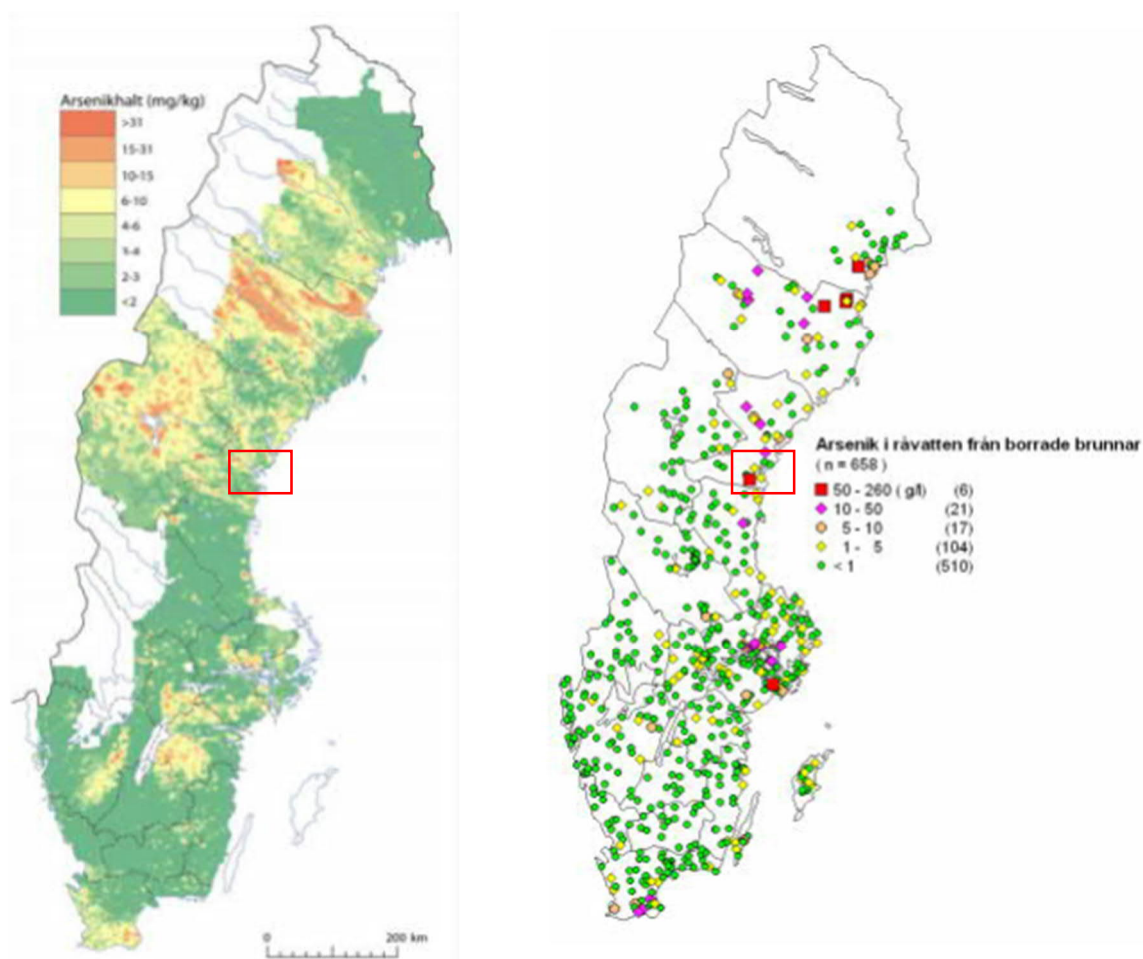 Arsenikhalt (mg/kg)
>31
15-31
10-15
6-10
4-6
2-3
<2
0 200 km
Arsenik i råvatten från borrade brunnar
( n = 658 )
50 - 260 ( g/l) (6)
10 - 50 (21)
5 - 10 (17)
1 - 5 (104)
< 1 (510)